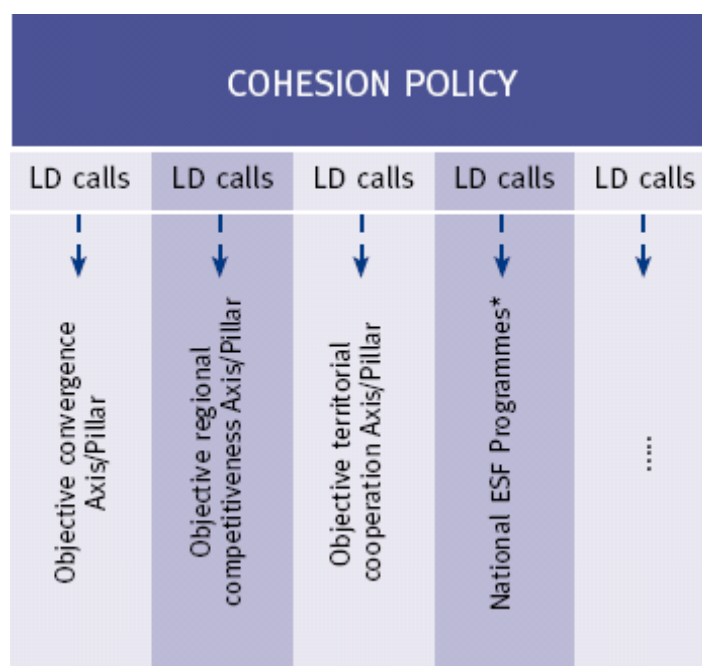 COHESION POLICY
LD calls
LD calls
LD calls
LD calls
LD calls
Objective convergence
Axis/Pillar
Objective regional
competitiveness Axis/Pillar
Objective territorial
cooperation Axis/Pillar
National ESF Programmes*
.....